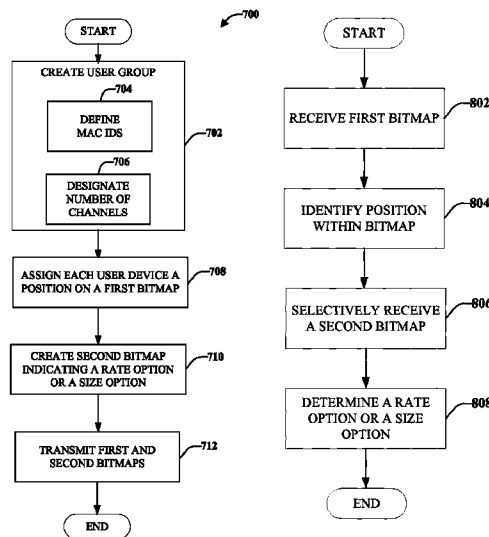 700
START
CREATE USER GROUP
704
DEFINE
MAC IDS
702
706
DESIGNATE
NUMBER OF
CHANNELS
ASSIGN EACH USER DEVICE A
POSITION ON A FIRST BITMAP
708
CREATE SECOND BITMAP
INDICATING A RATE OPTION
OR A SIZE OPTION
710
TRANSMIT FIRST AND
SECOND BITMAPS
712
END
START
RECEIVE FIRST BITMAP
802
IDENTIFY POSITION
WITHIN BITMAP
804
SELECTIVELY RECEIVE
A SECOND BITMAP
806
DETERMINE A RATE
OPTION OR A SIZE
OPTION
808
END